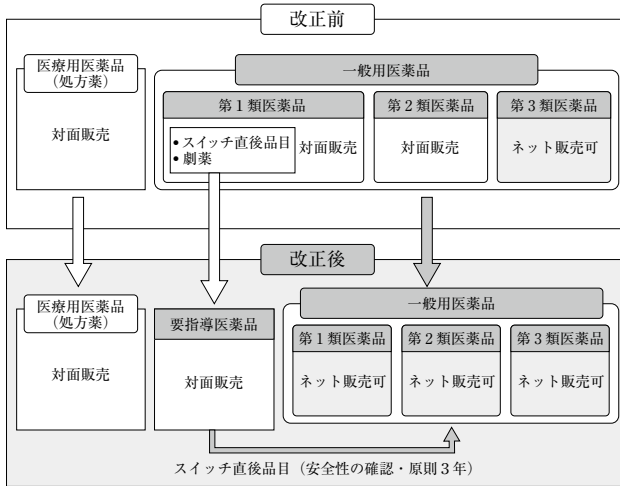 改正前
医療用医薬品
(処方薬)
対面販売
一般用医薬品
第1類医薬品
• スイッチ直後品目
• 劇薬
対面販売
第2類医薬品
対面販売
第3類医薬品
ネット販売可
改正後
医療用医薬品
(処方薬)
対面販売
要指導医薬品
対面販売
一般用医薬品
第1類医薬品
ネット販売可
第2類医薬品
ネット販売可
第3類医薬品
ネット販売可
スイッチ直後品目(安全性の確認・原則3年)